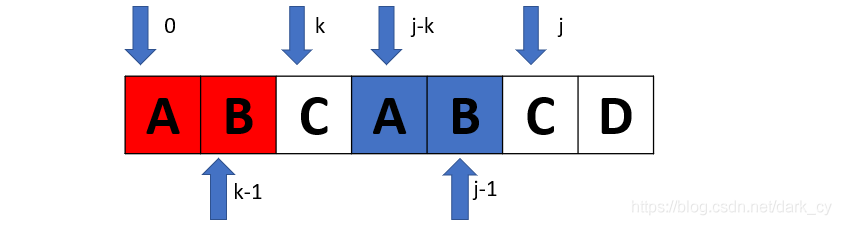 0 k j-k j
A B C A B C D
k-1 j-1
https://blog.csdn.net/dark_cy